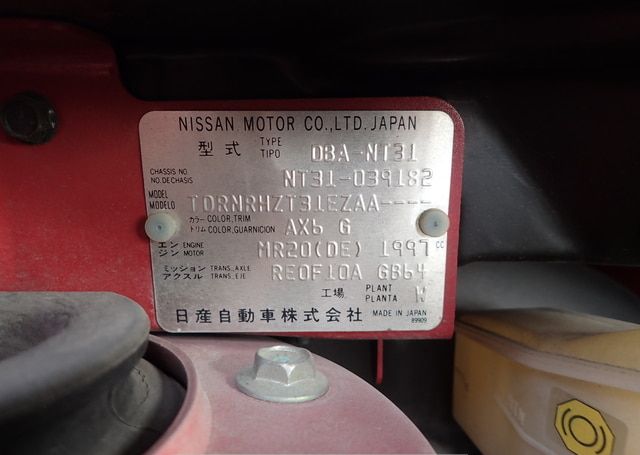 NISSAN MOTOR CO.,LTD. JAPAN
型式 TYPE TIPO DBA-NT31
CHASSIS NO. NO.DECHASIS NT31-039182
MODEL MODELO TDRNRHZT31EZAA----
カラー COLOR,TRIM トリム COLOR,GUARNICION AX6 G
エンジン ENGINE MOTOR MR20(DE) 1997 CC
ミッション TRANS,AXLE アクスル TRANS,EJE RE0F10A GB64
工場 PLANT PLANTA W
日産自動車株式会社 MADE IN JAPAN
89909